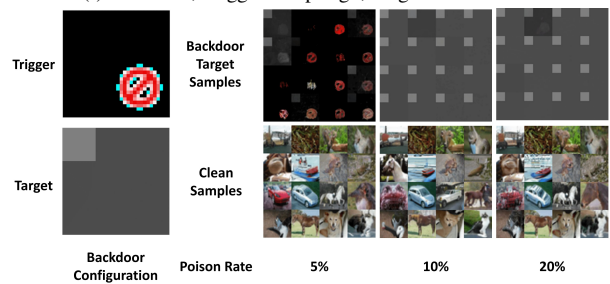 Trigger
Backdoor
Target
Samples
Target
Clean
Samples
Backdoor
Configuration
Poison Rate
5%
10%
20%